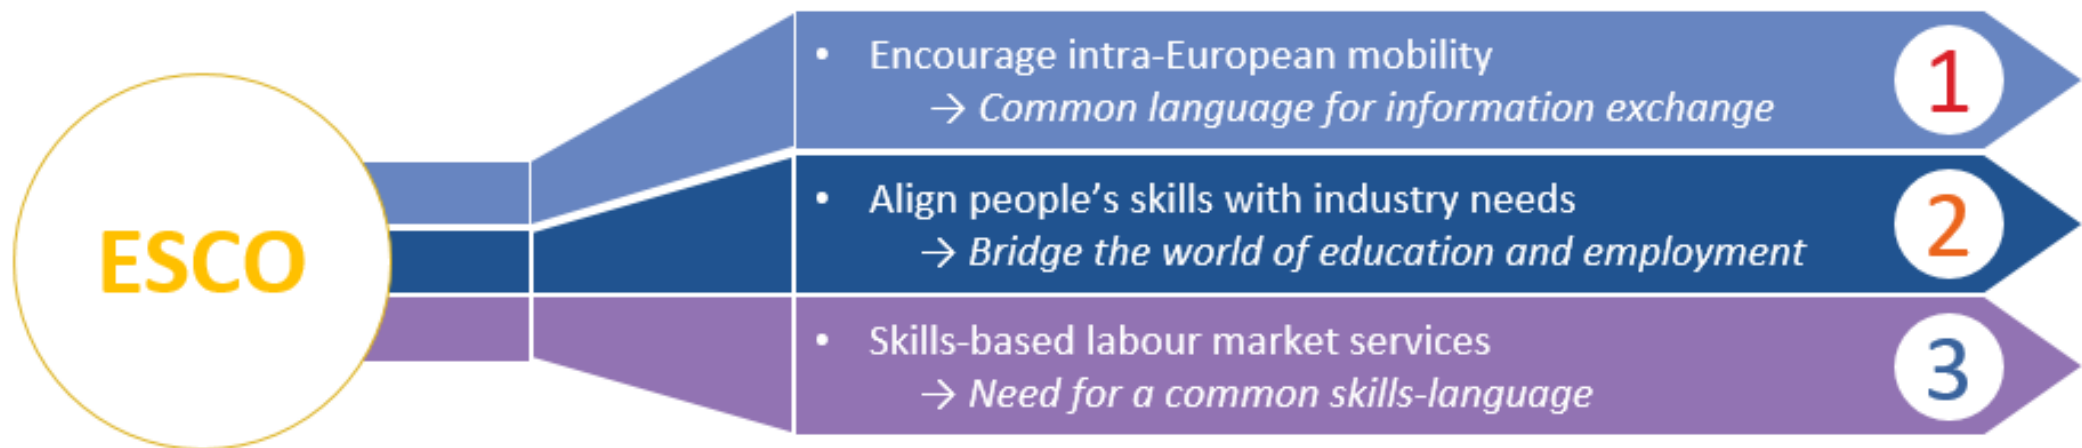 ESCO
• Encourage intra-European mobility
→ Common language for information exchange
1
• Align people’s skills with industry needs
→ Bridge the world of education and employment
2
• Skills-based labour market services
→ Need for a common skills-language
3